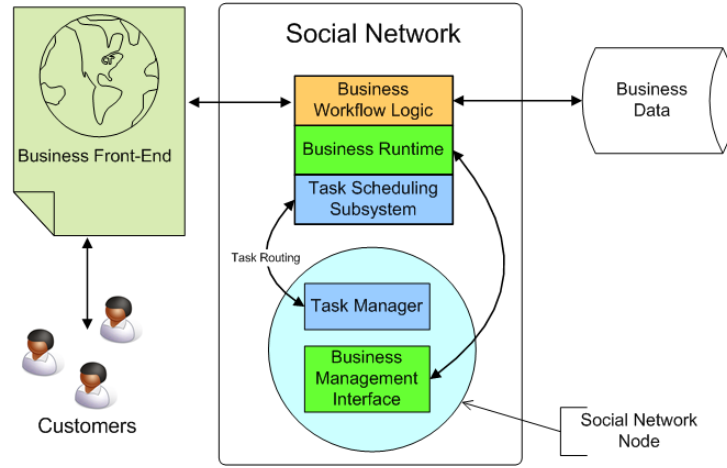 Social Network
Business
Workflow Logic
Business Runtime
Task Scheduling
Subsystem
Business Front-End
Business
Data
Task Routing
Task Manager
Business
Management
Interface
Customers
Social Network
Node